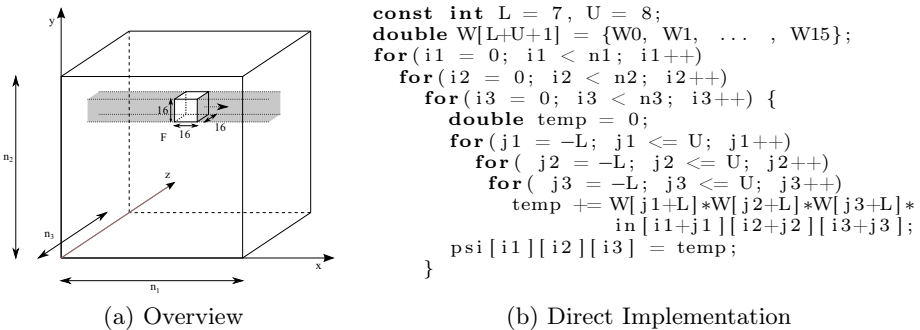 y
n₂
16
F
16
16
z
n₃
x
n₁
(a) Overview
const int L = 7, U = 8;
double W[L+U+1] = {W0, W1, ... , W15};
for(i1 = 0; i1 < n1; i1++)
for(i2 = 0; i2 < n2; i2++)
for(i3 = 0; i3 < n3; i3++) {
double temp = 0;
for(j1 = -L; j1 <= U; j1++)
for( j2 = -L; j2 <= U; j2++)
for( j3 = -L; j3 <= U; j3++)
temp += W[j1+L]*W[j2+L]*W[j3+L]*
in[i1+j1][i2+j2][i3+j3];
psi[i1][i2][i3] = temp;
}
(b) Direct Implementation